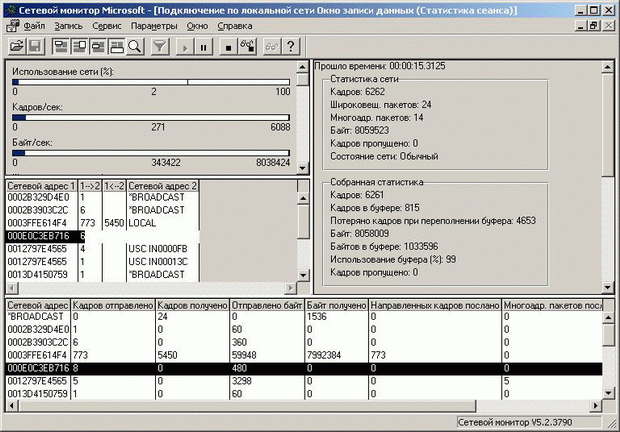 Сетевой монитор Microsoft - [Подключение по локальной сети Окно записи данных (Статистика сеанса)]
Файл Запись Сервис Параметры Окно Справка
Использование сети (%):
0 2 100
Кадров/сек:
0 271 6088
Байт/сек:
0 343422 8038424
...
Прошло времени: 00:00:15.3125
Статистика сети
Кадров: 6262
Широковещ. пакетов: 24
Многоадр. пакетов: 14
Байт: 8059523
Кадров пропущено: 0
Состояние сети: Обычный
Собранная статистика
Кадров: 6261
Кадров в буфере: 815
Потеряно кадров при переполнении буфера: 4653
Байт: 8058009
Байтов в буфере: 1033596
Использование буфера (%): 99
Кадров пропущено: 0
Сетевой адрес 1 1-->2 1<--2 Сетевой адрес 2
0002B329D4E0 1 *BROADCAST
0002B3903C2C 6 *BROADCAST
0003FFE614F4 773 5450 LOCAL
000E0C3EB716 6
0012797E4565 4 USC IN0000FB
0012797E4565 1 USC IN00013C
0013D4150759 1 *BROADCAST
Сетевой адрес Кадров отправлено Кадров получено Отправлено байт Байт получено Направленных кадров послано Многоадр. пакетов пос
*BROADCAST 0 24 0 1536 0 0
0002B329D4E0 1 0 60 0 0 0
0002B3903C2C 6 0 360 0 0 0
0003FFE614F4 773 5450 59948 7992384 773 0
000E0C3EB716 8 0 480 0 0 0
0012797E4565 5 0 3298 0 0 5
0013D4150759 1 0 60 0 0 0
Сетевой монитор V5.2.3790